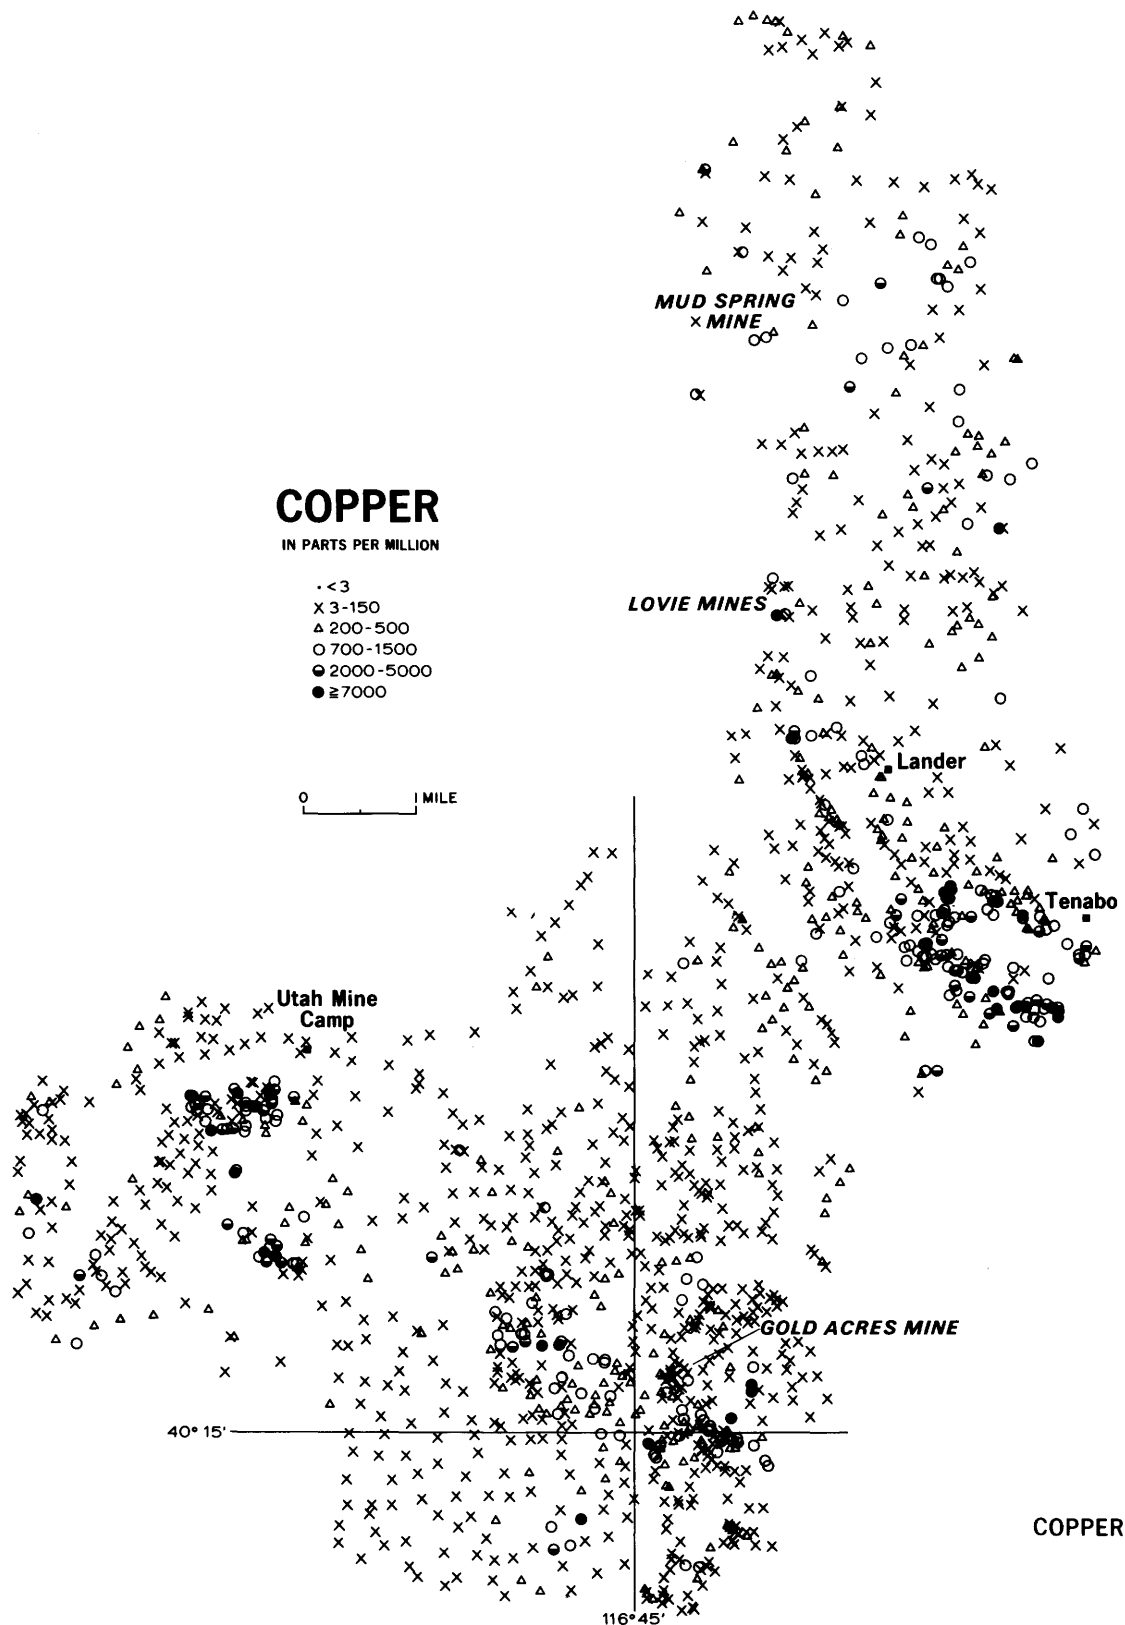 MUD SPRING
MINE
COPPER
IN PARTS PER MILLION
<3
3-150
200-500
700-1500
2000-5000
≧7000
LOVIE MINES
Lander
0 1 MILE
Tenabo
Utah Mine
Camp
GOLD ACRES MINE
40° 15'
COPPER
116° 45'